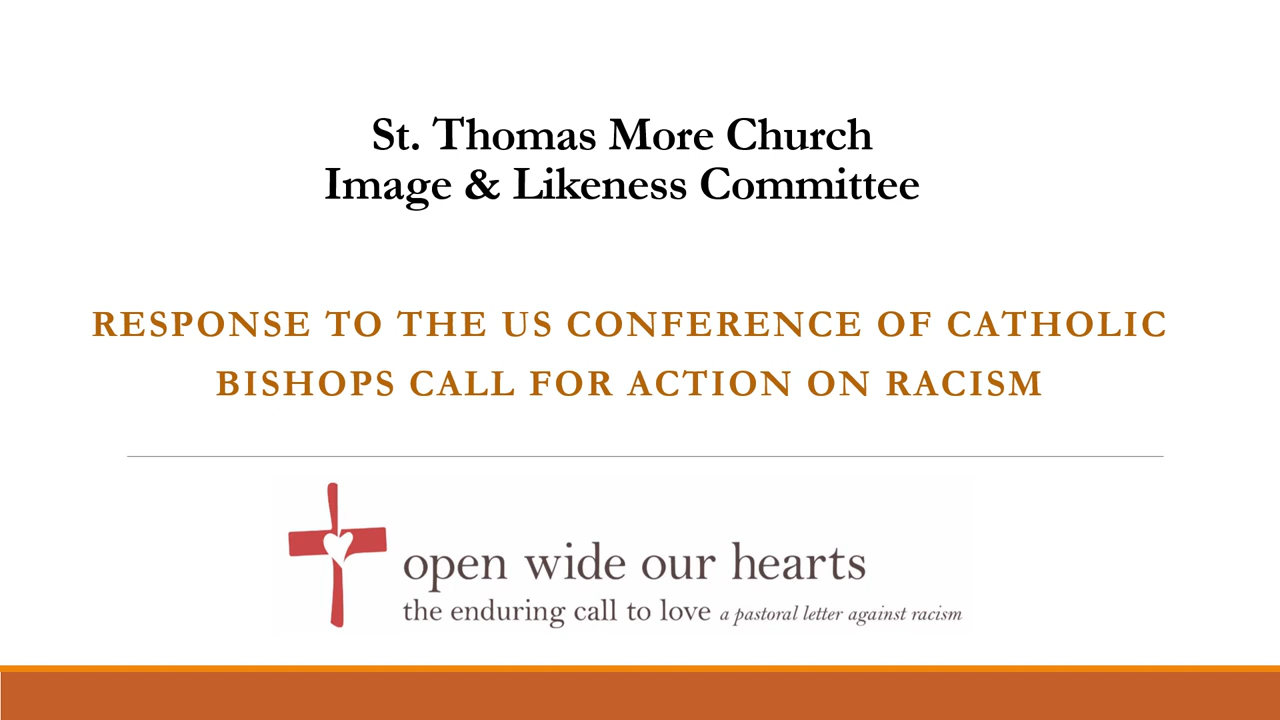 St. Thomas More Church
Image & Likeness Committee
RESPONSE TO THE US CONFERENCE OF CATHOLIC
BISHOPS CALL FOR ACTION ON RACISM
open wide our hearts
the enduring call to love a pastoral letter against racism